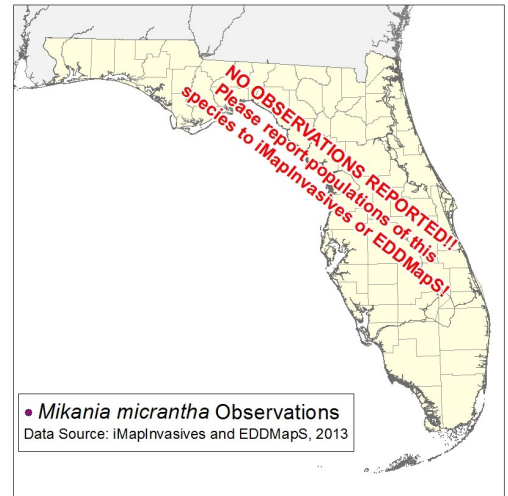 NO OBSERVATIONS REPORTED!!
Please report populations of this
species to iMapInvasives or EDDMapS!
Mikania micrantha Observations
Data Source: iMapInvasives and EDDMapS, 2013